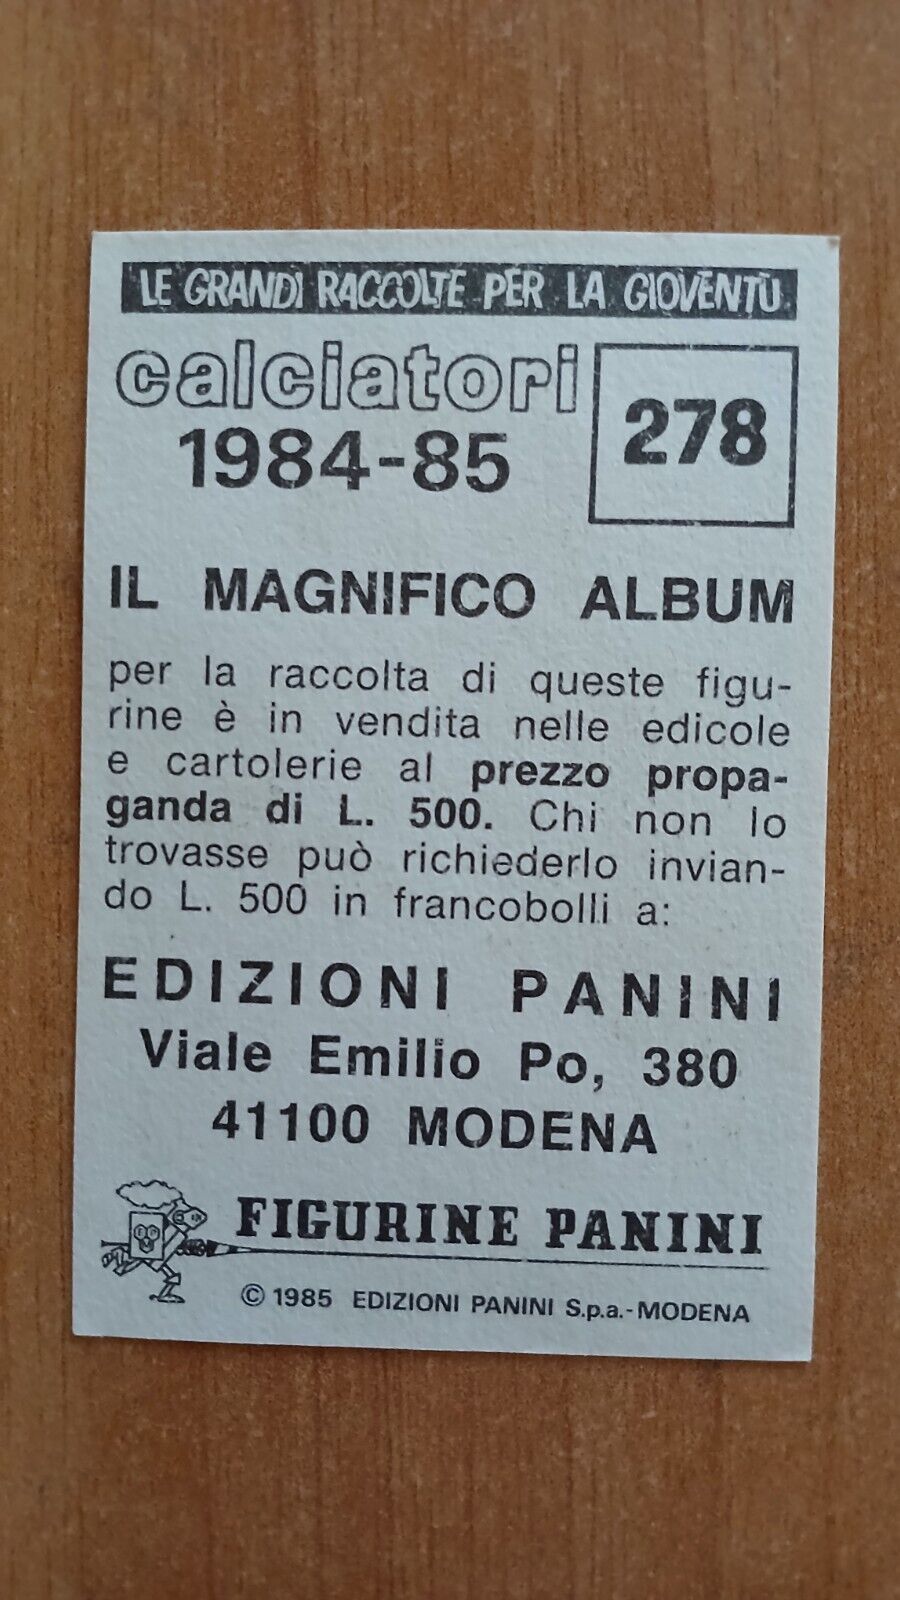 LE GRANDI RACCOLTE PER LA GIOVENTÙ
calciatori
1984-85
278
IL MAGNIFICO ALBUM
per la raccolta di queste figu-
rine è in vendita nelle edicole
e cartolerie al prezzo propa-
ganda di L. 500. Chi non lo
trovasse può richiederlo invian-
do L. 500 in francobolli a:
EDIZIONI PANINI
Viale Emilio Po, 380
41100 MODENA
FIGURINE PANINI
© 1985 EDIZIONI PANINI S.p.a.-MODENA